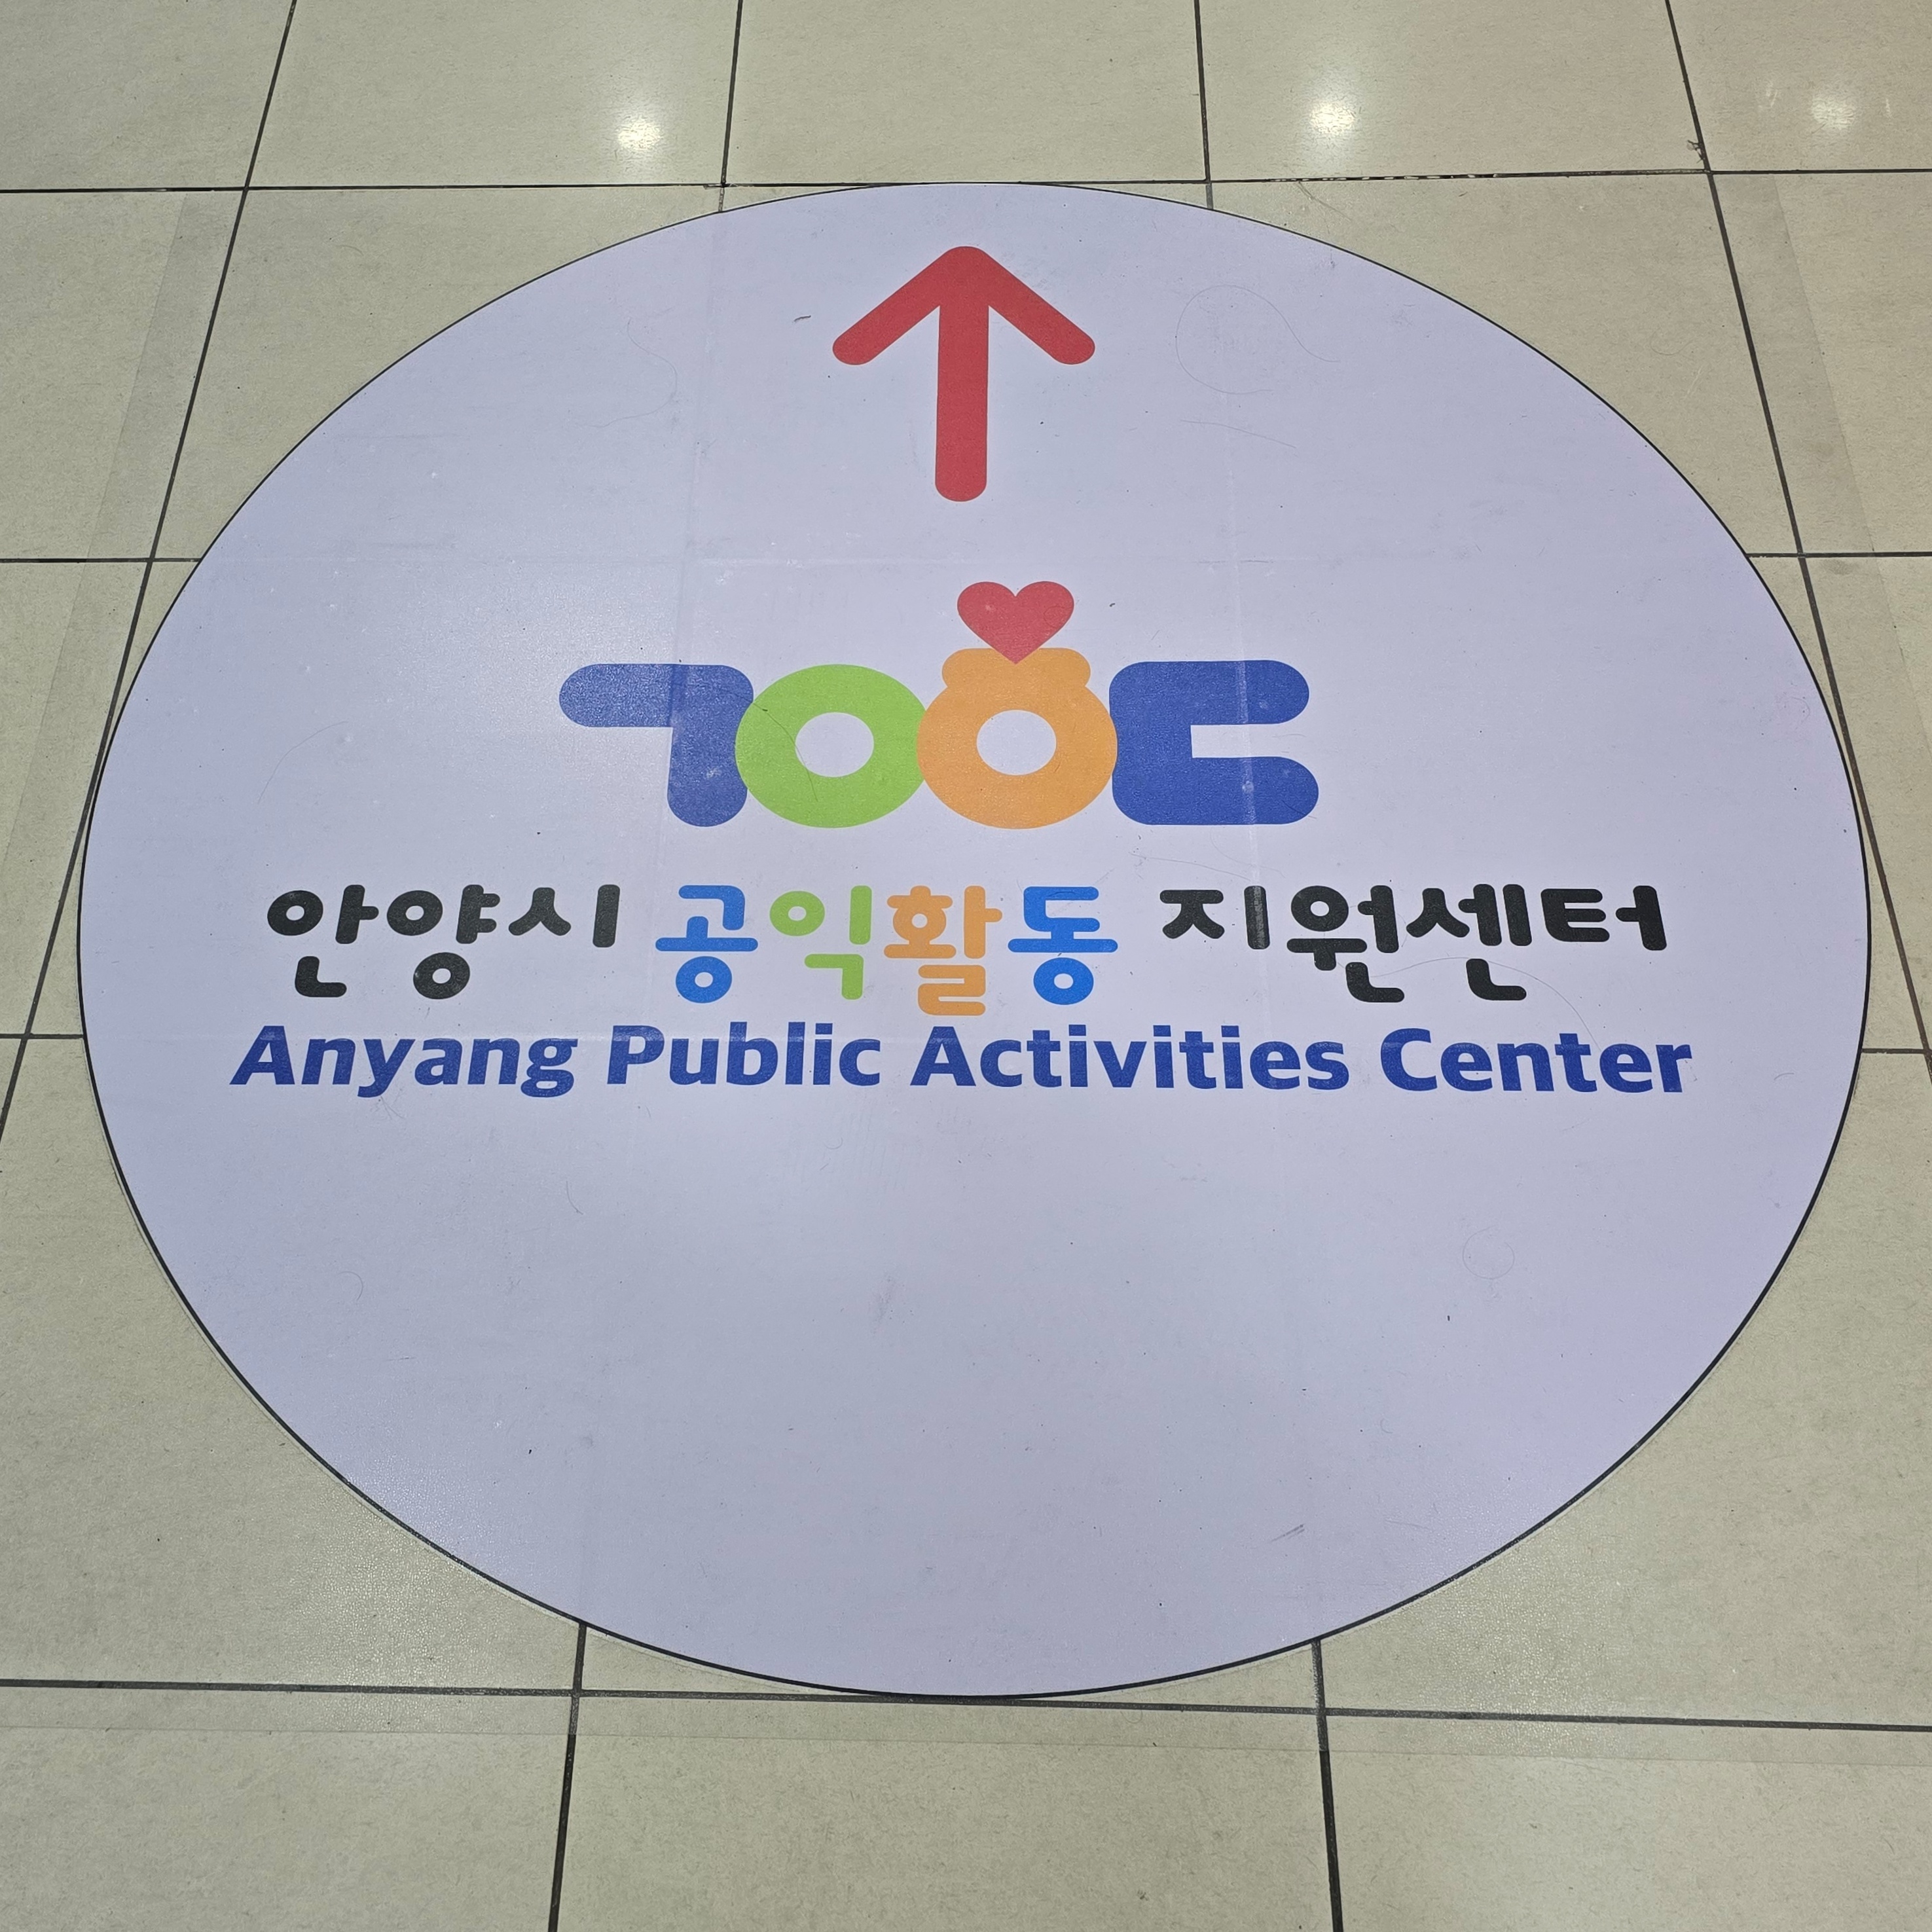 ㄱㅇㅎㄷ
안양시 공익활동 지원센터
Anyang Public Activities Center